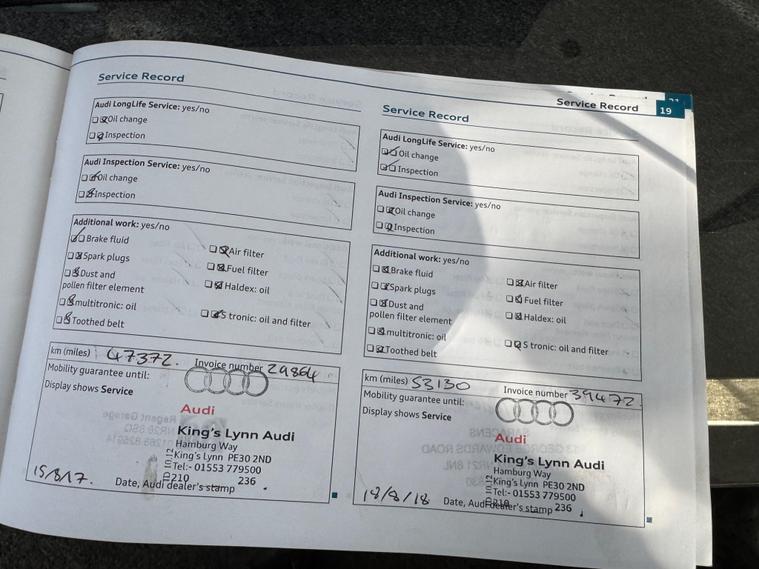 Service Record
Audi LongLife Service: yes/no
Oil change
Inspection
Audi Inspection Service: yes/no
Oil change
Inspection
Additional work: yes/no
Brake fluid
Spark plugs
Dust and
pollen filter element
multitronic: oil
Toothed belt
Air filter
Fuel filter
Haldex: oil
S tronic: oil and filter
km (miles) 47372. Invoice number 29864
Mobility guarantee until:
Display shows Service
Audi
King's Lynn Audi
Hamburg Way
King's Lynn PE30 2ND
Tel:- 01553 779500
210 236
15/8/17. Date, Audi dealer's stamp
Service Record 19
Service Record
Audi LongLife Service: yes/no
Oil change
Inspection
Audi Inspection Service: yes/no
Oil change
Inspection
Additional work: yes/no
Brake fluid
Spark plugs
Dust and
pollen filter element
multitronic: oil
Toothed belt
Air filter
Fuel filter
Haldex: oil
S tronic: oil and filter
km (miles) 53130 Invoice number 39472
Mobility guarantee until:
Display shows Service
Audi
King's Lynn Audi
Hamburg Way
King's Lynn PE30 2ND
Tel:- 01553 779500
236
Date, Audi dealer's stamp